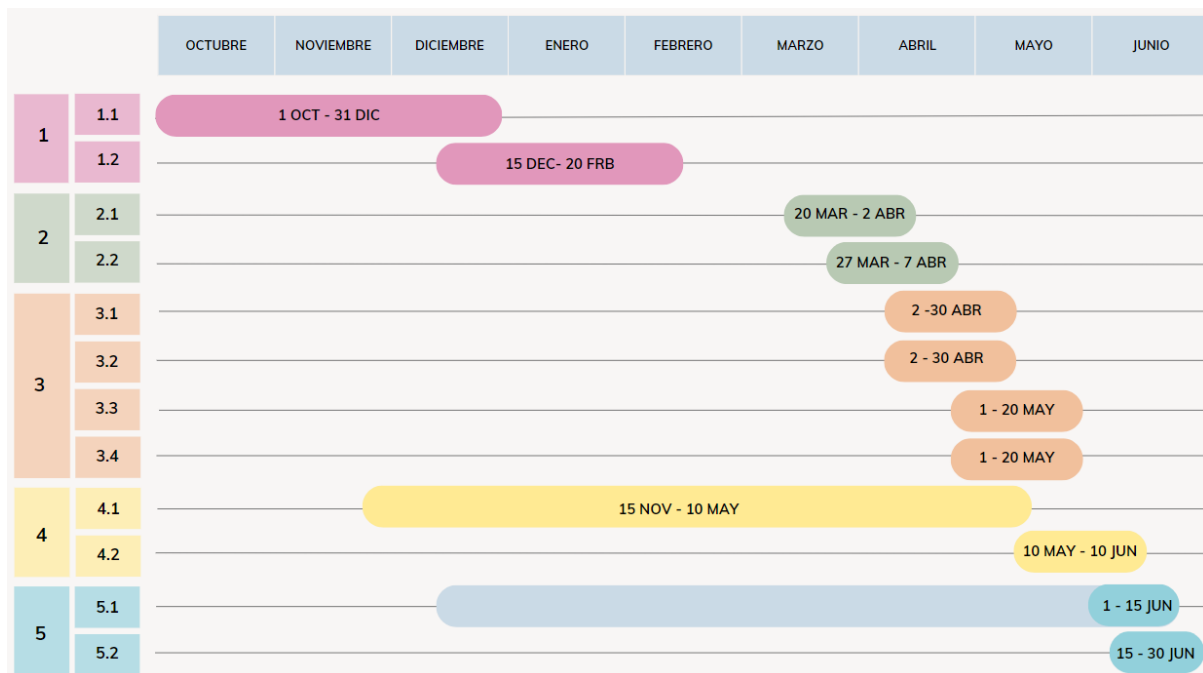 OCTUBRE NOVIEMBRE DICIEMBRE ENERO FEBRERO MARZO ABRIL MAYO JUNIO
1
1.1 1 OCT - 31 DIC
1.2 15 DEC- 20 FRB
2
2.1 20 MAR - 2 ABR
2.2 27 MAR - 7 ABR
3
3.1 2 -30 ABR
3.2 2 - 30 ABR
3.3 1 - 20 MAY
3.4 1 - 20 MAY
4
4.1 15 NOV - 10 MAY
4.2 10 MAY - 10 JUN
5
5.1 1 - 15 JUN
5.2 15 - 30 JUN